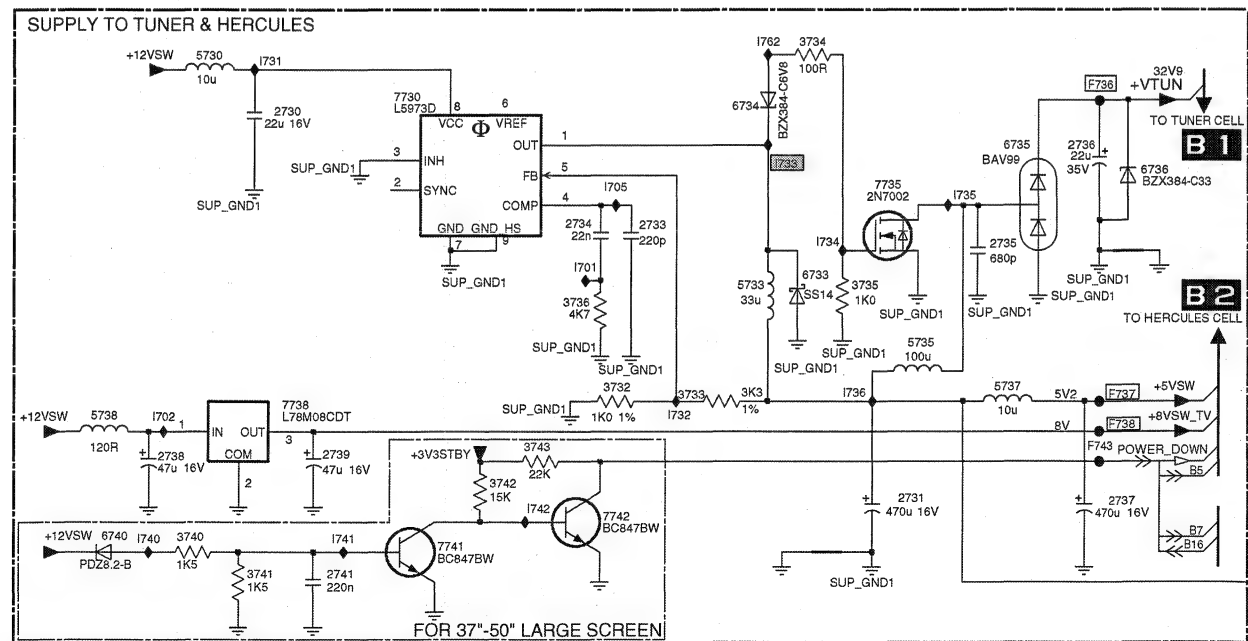 SUPPLY TO TUNER & HERCULES
+12VSW
5730
10u
I731
2730
22u 16V
SUP_GND1
7730
L5973D
8
VCC
6
VREF
Φ
OUT
1
3
INH
SUP_GND1
2
SYNC
FB
5
COMP
4
GND
GND_HS
7
9
SUP_GND1
I705
2734
22n
2733
220p
I701
3736
4K7
SUP_GND1
SUP_GND1
I762
3734
100R
6734
BZX384-C6V8
I733
7735
2N7002
I734
I735
3735
1K0
SUP_GND1
SUP_GND1
5733
33u
6733
SS14
SUP_GND1
2735
680p
SUP_GND1
6735
BAV99
SUP_GND1
F736
32V9
+VTUN
TO TUNER CELL
B 1
2736
22u
35V
6736
BZX384-C33
SUP_GND1
B 2
TO HERCULES CELL
5735
100u
SUP_GND1
3732
1K0 1%
I732
3733
3K3
1%
I736
5737
10u
5V2
F737
+5VSW
+12VSW
5738
120R
I702
1
7738
L78M08CDT
IN
OUT
COM
3
2
8V
F738
+8VSW_TV
2738
47u 16V
2739
47u 16V
+3V3STBY
3743
22K
F743
POWER_DOWN
B5
3742
15K
I742
7742
BC847BW
2731
470u 16V
2737
470u 16V
B7
B16
SUP_GND1
+12VSW
6740
PDZ8.2-B
I740
3740
1K5
I741
7741
BC847BW
3741
1K5
2741
220n
FOR 37"-50" LARGE SCREEN